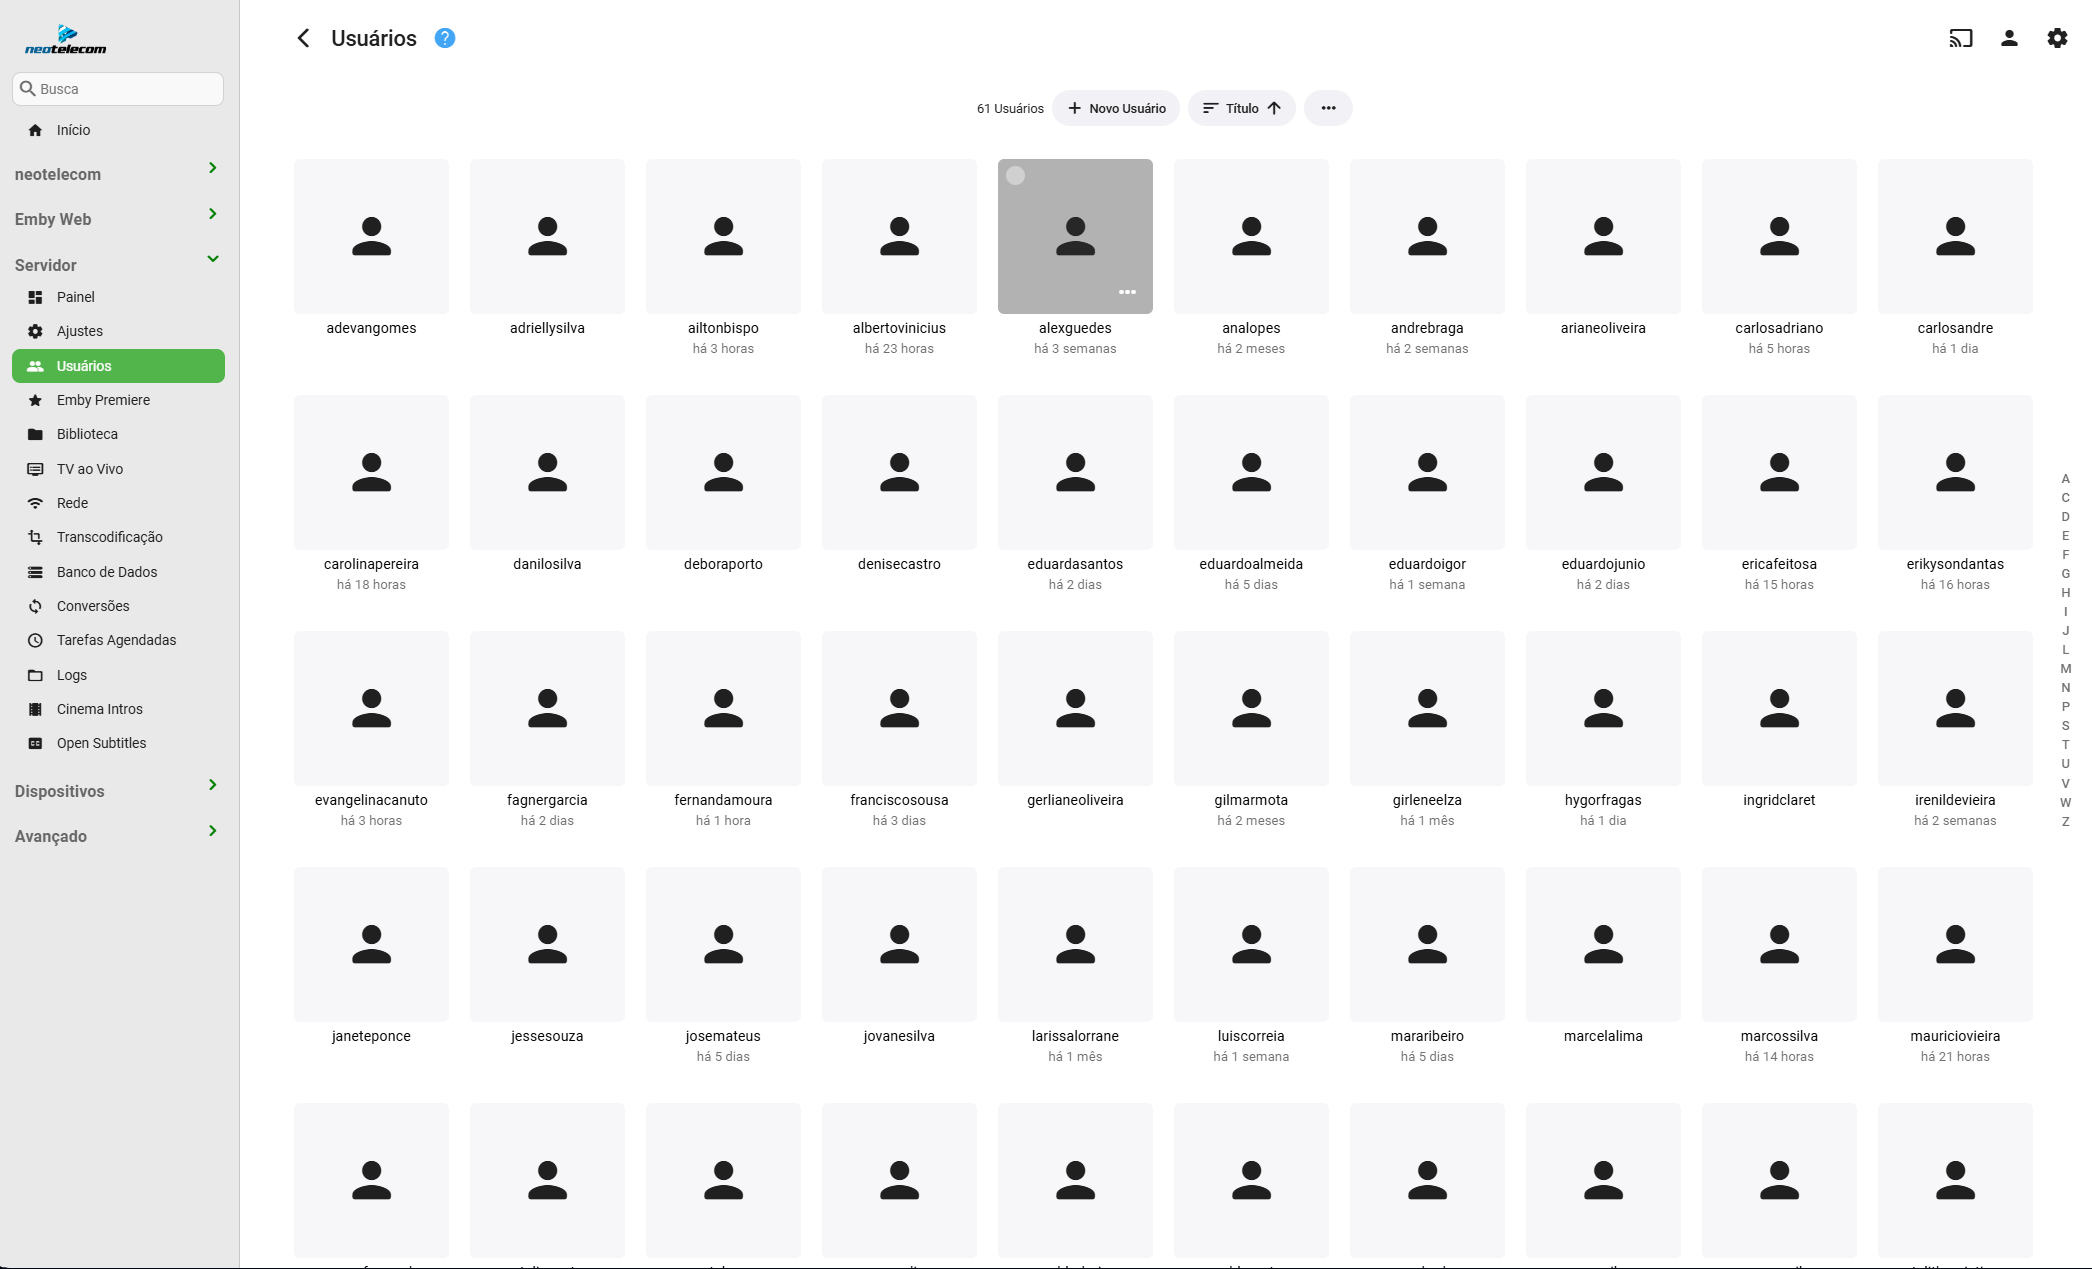 neotelecom
Busca
Início
neotelecom
Emby Web
Servidor
Painel
Ajustes
Usuários
Emby Premiere
Biblioteca
TV ao Vivo
Rede
Transcodificação
Banco de Dados
Conversões
Tarefas Agendadas
Logs
Cinema Intros
Open Subtitles
Dispositivos
Avançado
Usuários ?
61 Usuários Novo Usuário Título
adevangomes adriellysilva ailtonbispo albertovinicius alexguedes analopes andrebraga arianeoliveira carlosadriano carlosandre
há 3 horas há 23 horas há 3 semanas há 2 meses há 2 semanas há 5 horas há 1 dia
carolinapereira danilosilva deboraporto denisecastro eduardasantos eduardoalmeida eduardoigor eduardojunio ericafeitosa erikysondantas
há 18 horas há 2 dias há 5 dias há 1 semana há 2 dias há 15 horas há 16 horas
evangelinacanuto fagnergarcia fernandamoura franciscosousa gerlianeoliveira gilmarmota girleneelza hygorfragas ingridclaret irenildevieira
há 3 horas há 2 dias há 1 hora há 3 dias há 2 meses há 1 mês há 1 dia há 2 semanas
janeteponce jessesouza josemateus jovanesilva larissalorrane luiscorreia mararibeiro marcelalima marcossilva mauriciovieira
há 5 dias há 1 mês há 1 semana há 5 dias há 14 horas há 21 horas
A
C
D
E
F
G
H
I
J
L
M
N
P
S
T
U
V
W
Z